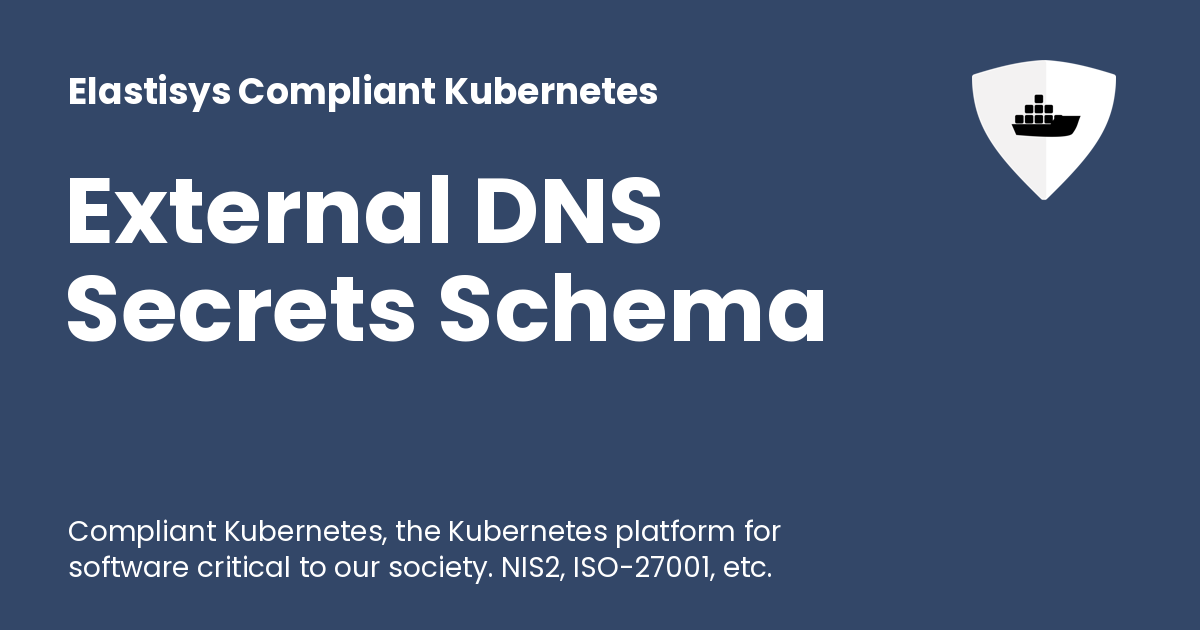 Elastisys Compliant Kubernetes
External DNS
Secrets Schema
Compliant Kubernetes, the Kubernetes platform for
software critical to our society. NIS2, ISO-27001, etc.